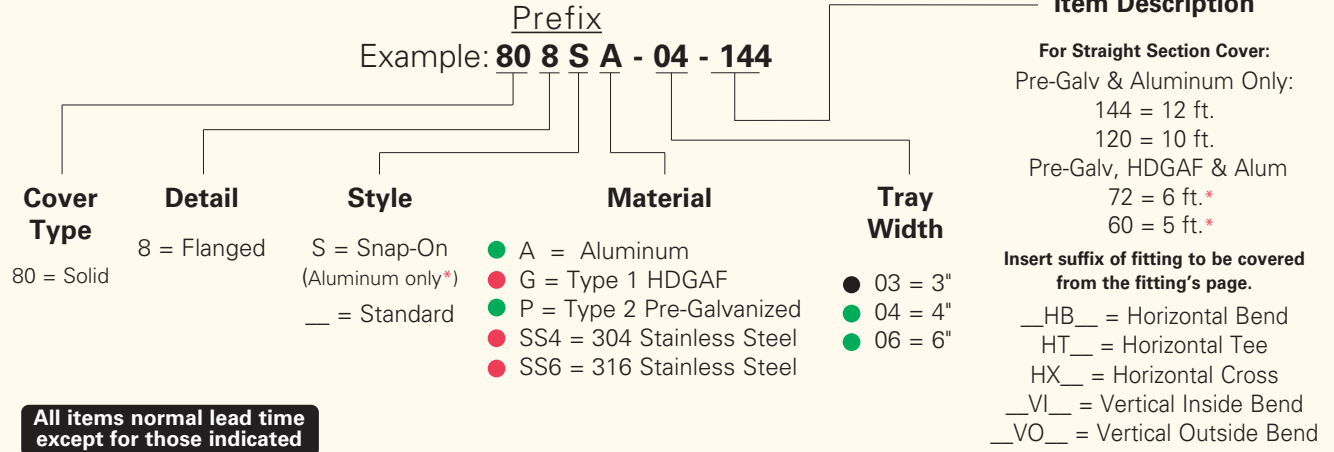 Prefix
Example: 80 8 S A - 04 - 144
Cover
Type
80 = Solid
Detail
8 = Flanged
Style
S = Snap-On
(Aluminum only*)
__ = Standard
Material
A = Aluminum
G = Type 1 HDGAF
P = Type 2 Pre-Galvanized
SS4 = 304 Stainless Steel
SS6 = 316 Stainless Steel
Tray
Width
03 = 3"
04 = 4"
06 = 6"
Item Description
For Straight Section Cover:
Pre-Galv & Aluminum Only:
144 = 12 ft.
120 = 10 ft.
Pre-Galv, HDGAF & Alum
72 = 6 ft.*
60 = 5 ft.*
Insert suffix of fitting to be covered
from the fitting's page.
__HB__ = Horizontal Bend
HT__ = Horizontal Tee
HX__ = Horizontal Cross
__VI__ = Vertical Inside Bend
__VO__ = Vertical Outside Bend
All items normal lead time
except for those indicated